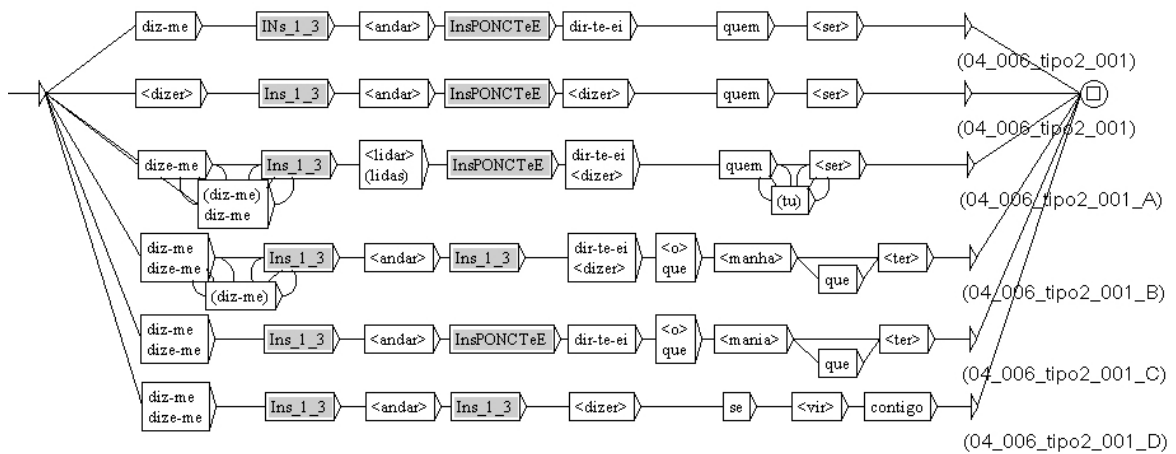 diz-me INs_1_3 <andar> InsPONCTeE dir-te-ei quem <ser>
(04_006_tipo2_001)
<dizer> Ins_1_3 <andar> InsPONCTeE <dizer> quem <ser>
(04_006_tipo2_001)
dize-me Ins_1_3 <lidar> InsPONCTeE dir-te-ei quem <ser>
(lidas) <dizer>
(diz-me) (tu)
diz-me
(04_006_tipo2_001_A)
diz-me Ins_1_3 <andar> Ins_1_3 dir-te-ei <o> <manha> <ter>
dize-me <dizer> que
(diz-me) que
(04_006_tipo2_001_B)
diz-me Ins_1_3 <andar> InsPONCTeE dir-te-ei <o> <mania> <ter>
dize-me que
que
(04_006_tipo2_001_C)
diz-me Ins_1_3 <andar> Ins_1_3 <dizer> se <vir> contigo
dize-me
(04_006_tipo2_001_D)